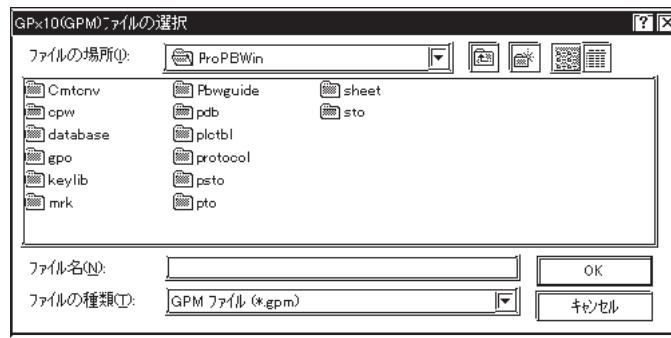 GPx10(GPM)ファイルの選択
ファイルの場所(I): ProPBWin
Cmtcnv Pbwguide sheet
cpw pdb sto
database plctbl
gpo protocol
keylib psto
mrk pto
ファイル名(N): OK
ファイルの種類(T): GPM ファイル (*.gpm) キャンセル